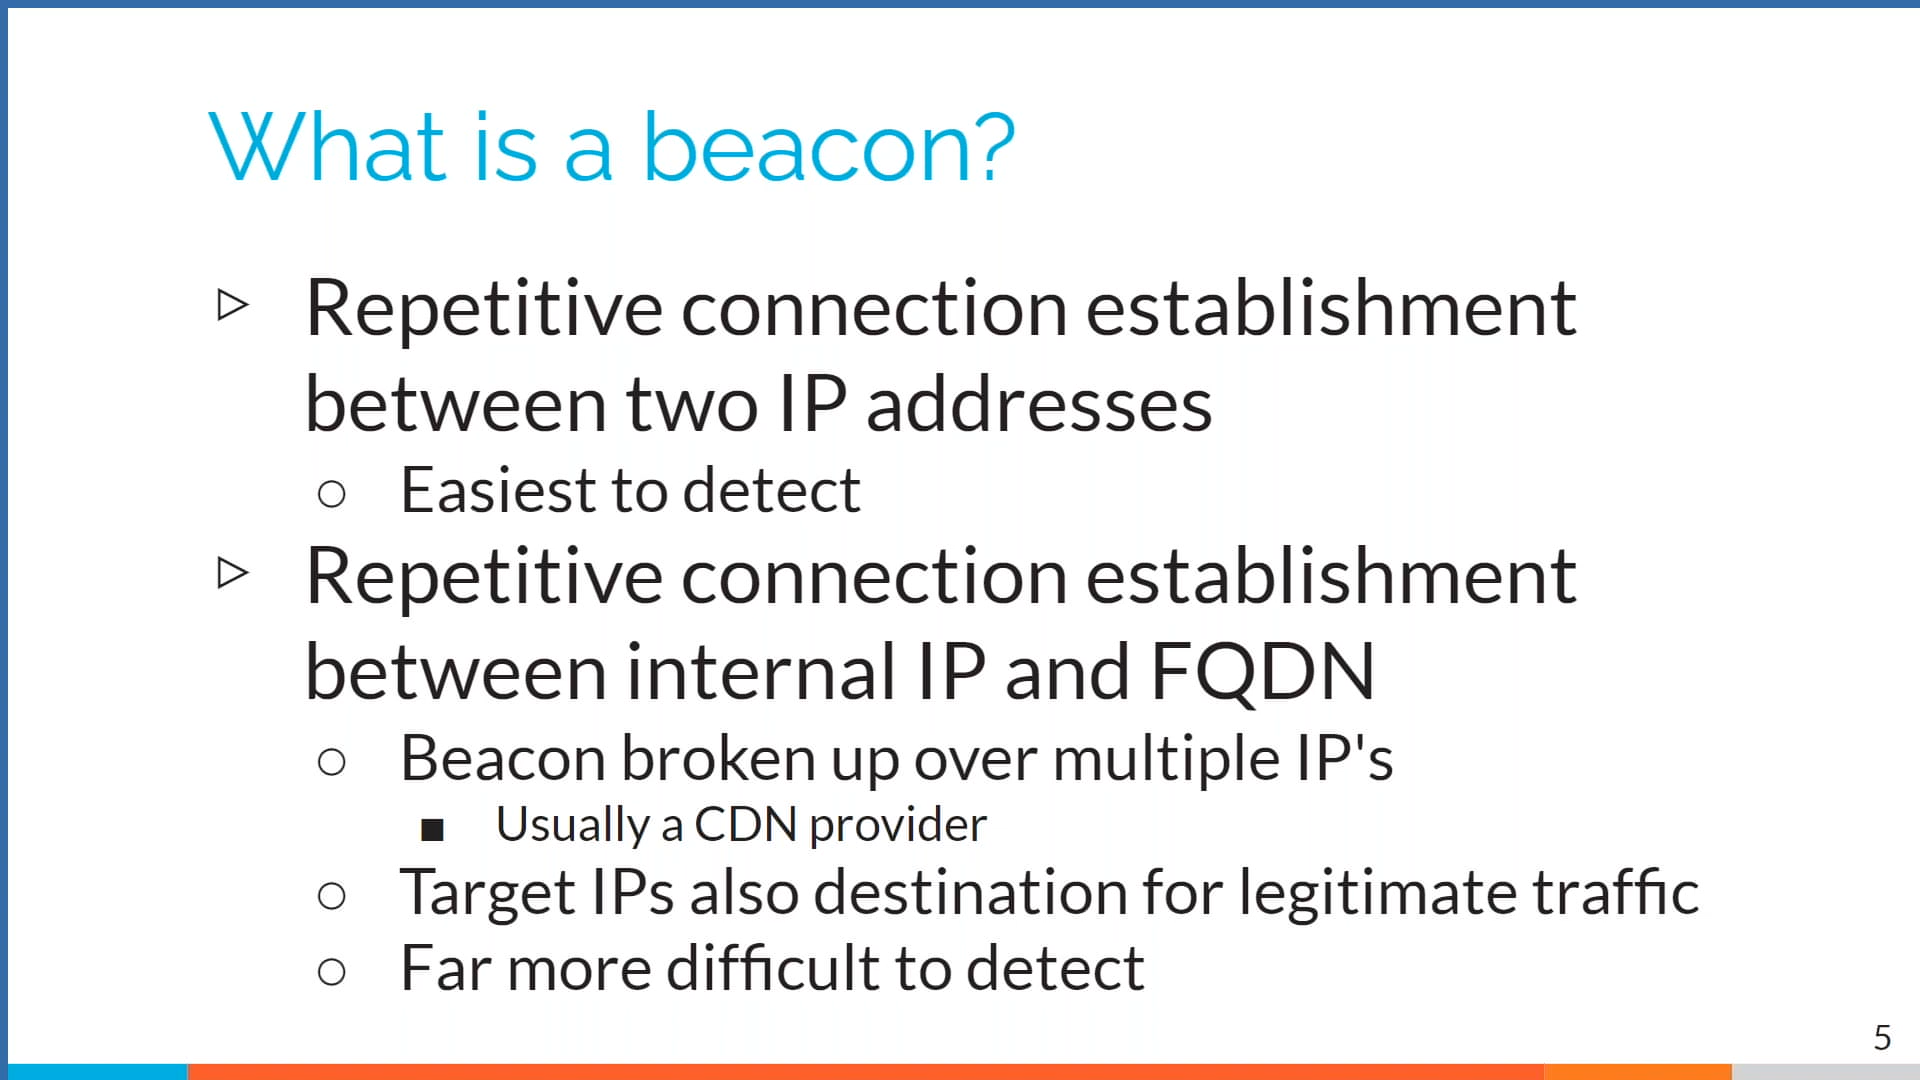 What is a beacon?
▷ Repetitive connection establishment
between two IP addresses
○ Easiest to detect
▷ Repetitive connection establishment
between internal IP and FQDN
○ Beacon broken up over multiple IP's
■ Usually a CDN provider
○ Target IPs also destination for legitimate traffic
○ Far more difficult to detect
5